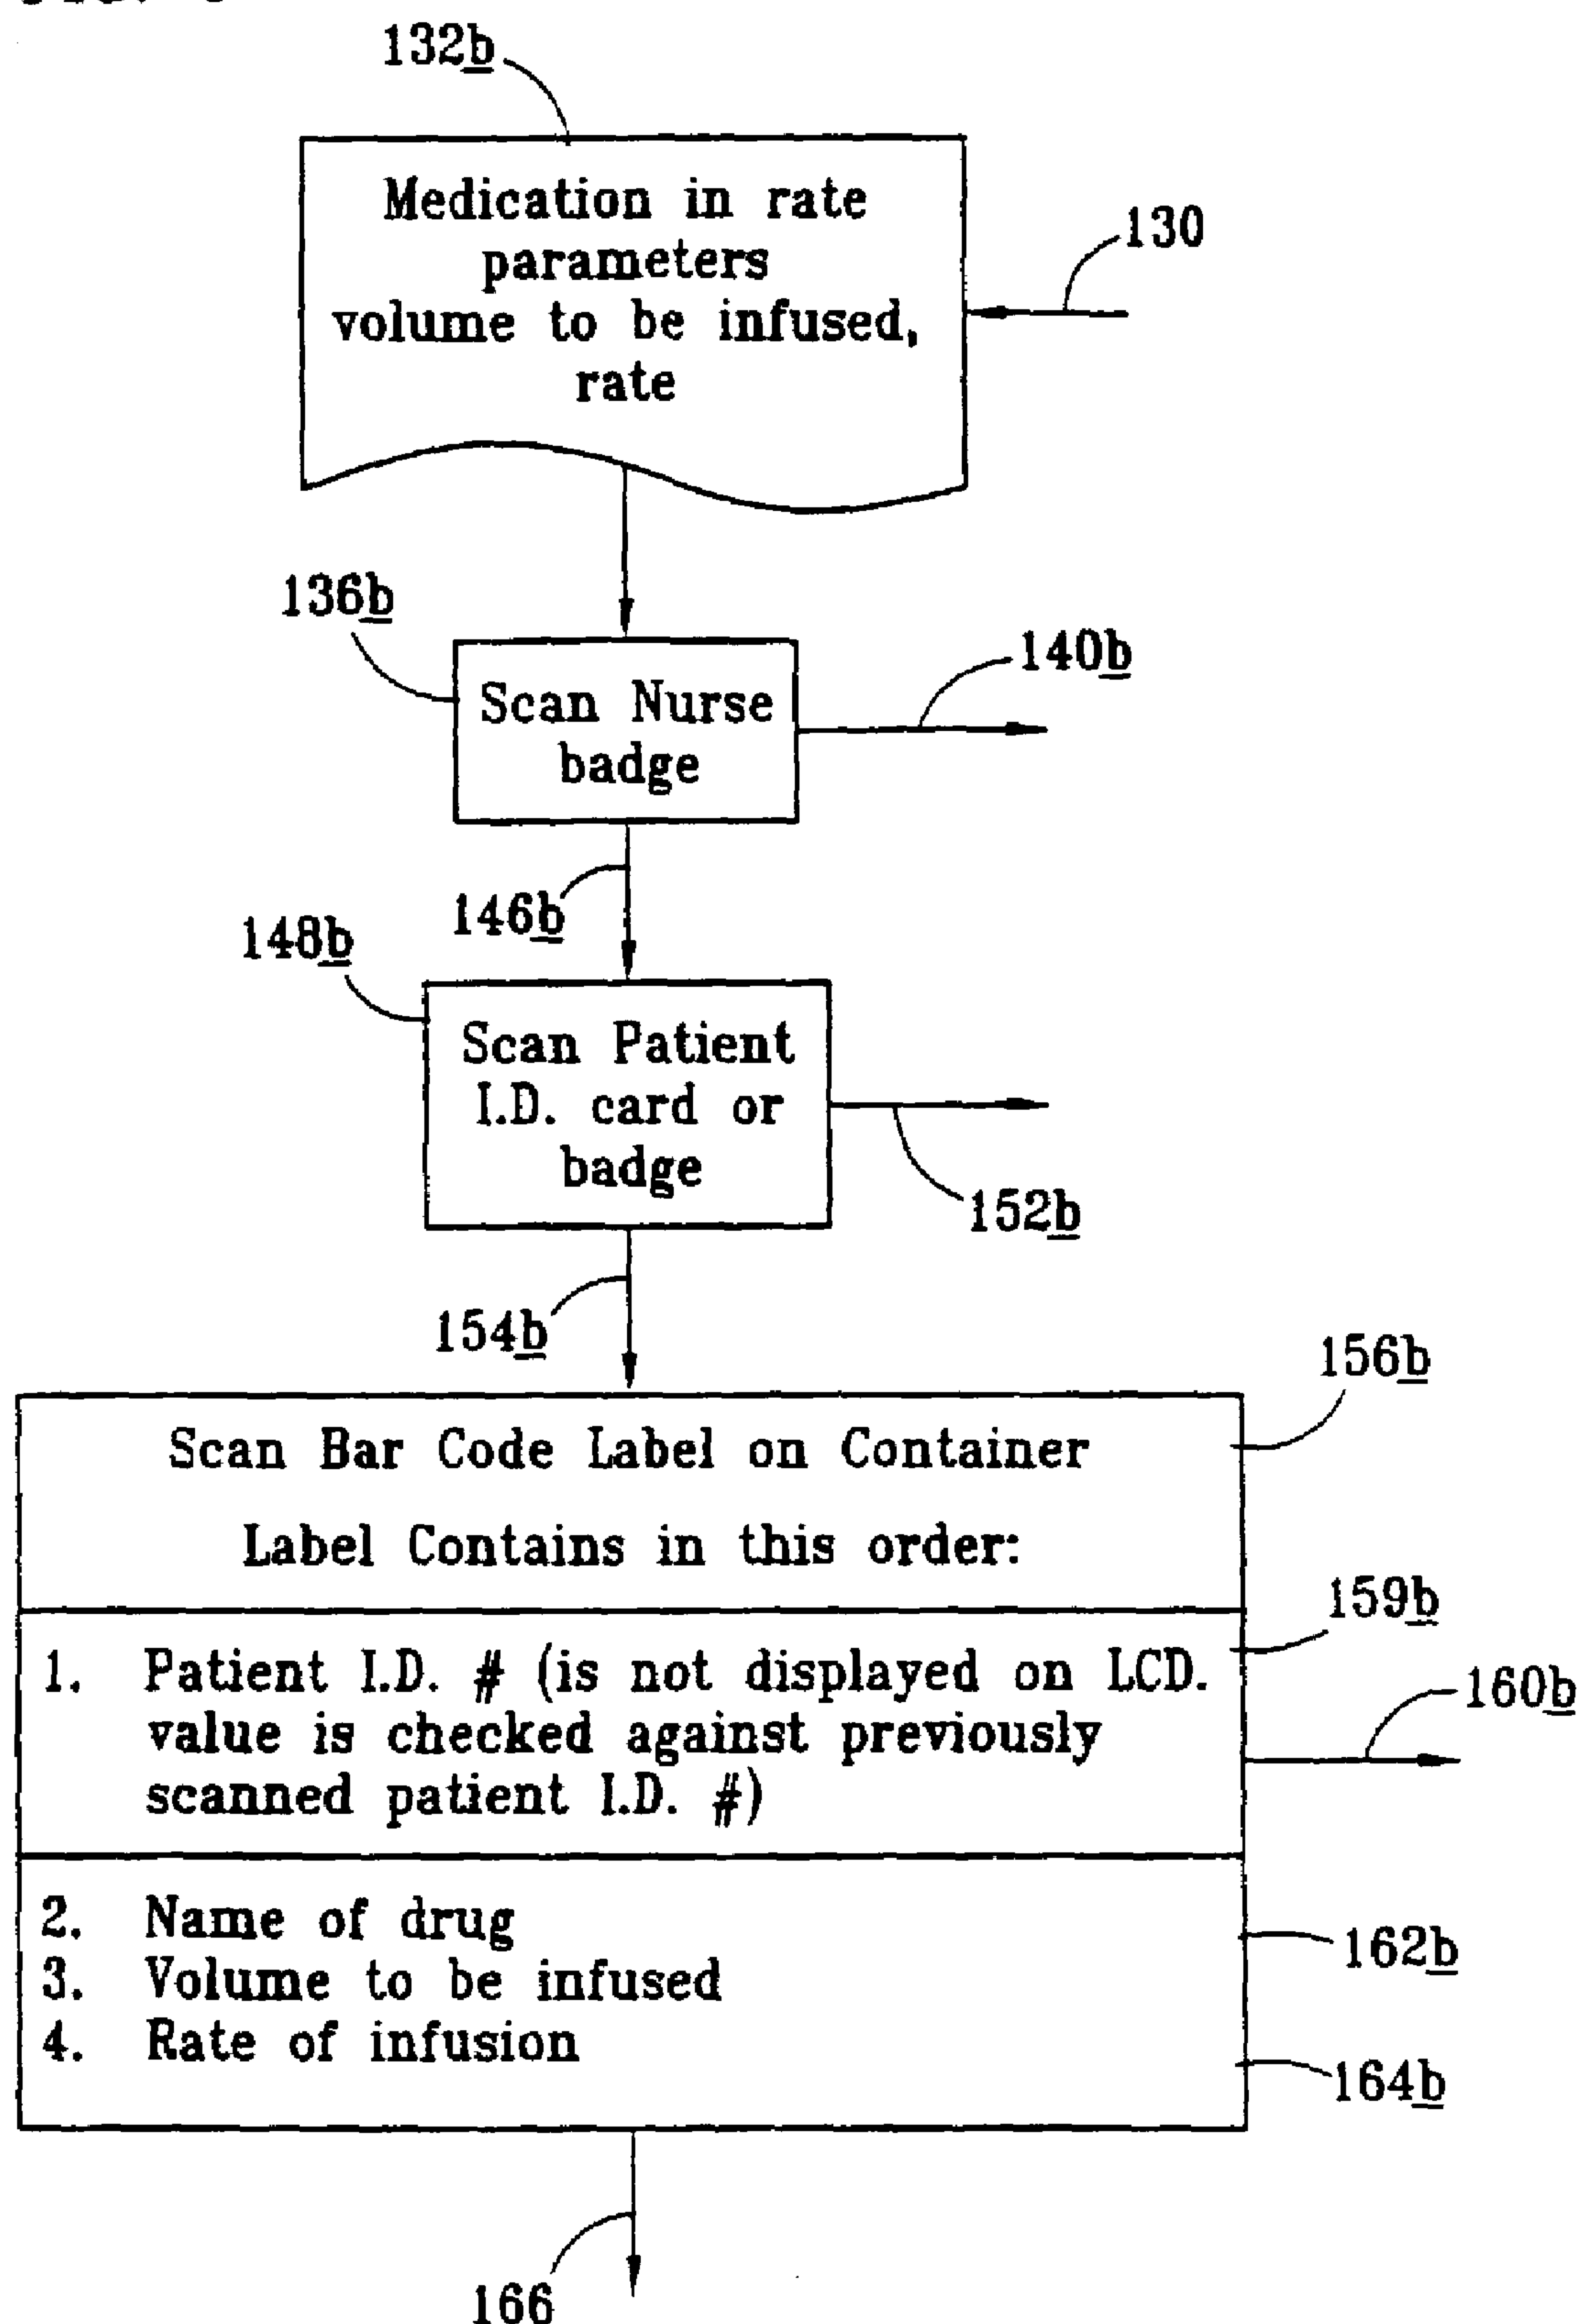 132b
Medication in rate
parameters
volume to be infused,
rate
130
136b
Scan Nurse
badge
140b
146b
148b
Scan Patient
I.D. card or
badge
152b
154b
156b
Scan Bar Code Label on Container
Label Contains in this order:
159b
1. Patient I.D. # (is not displayed on LCD.
value is checked against previously
scanned patient I.D. #)
160b
2. Name of drug
3. Volume to be infused
4. Rate of infusion
162b
164b
166